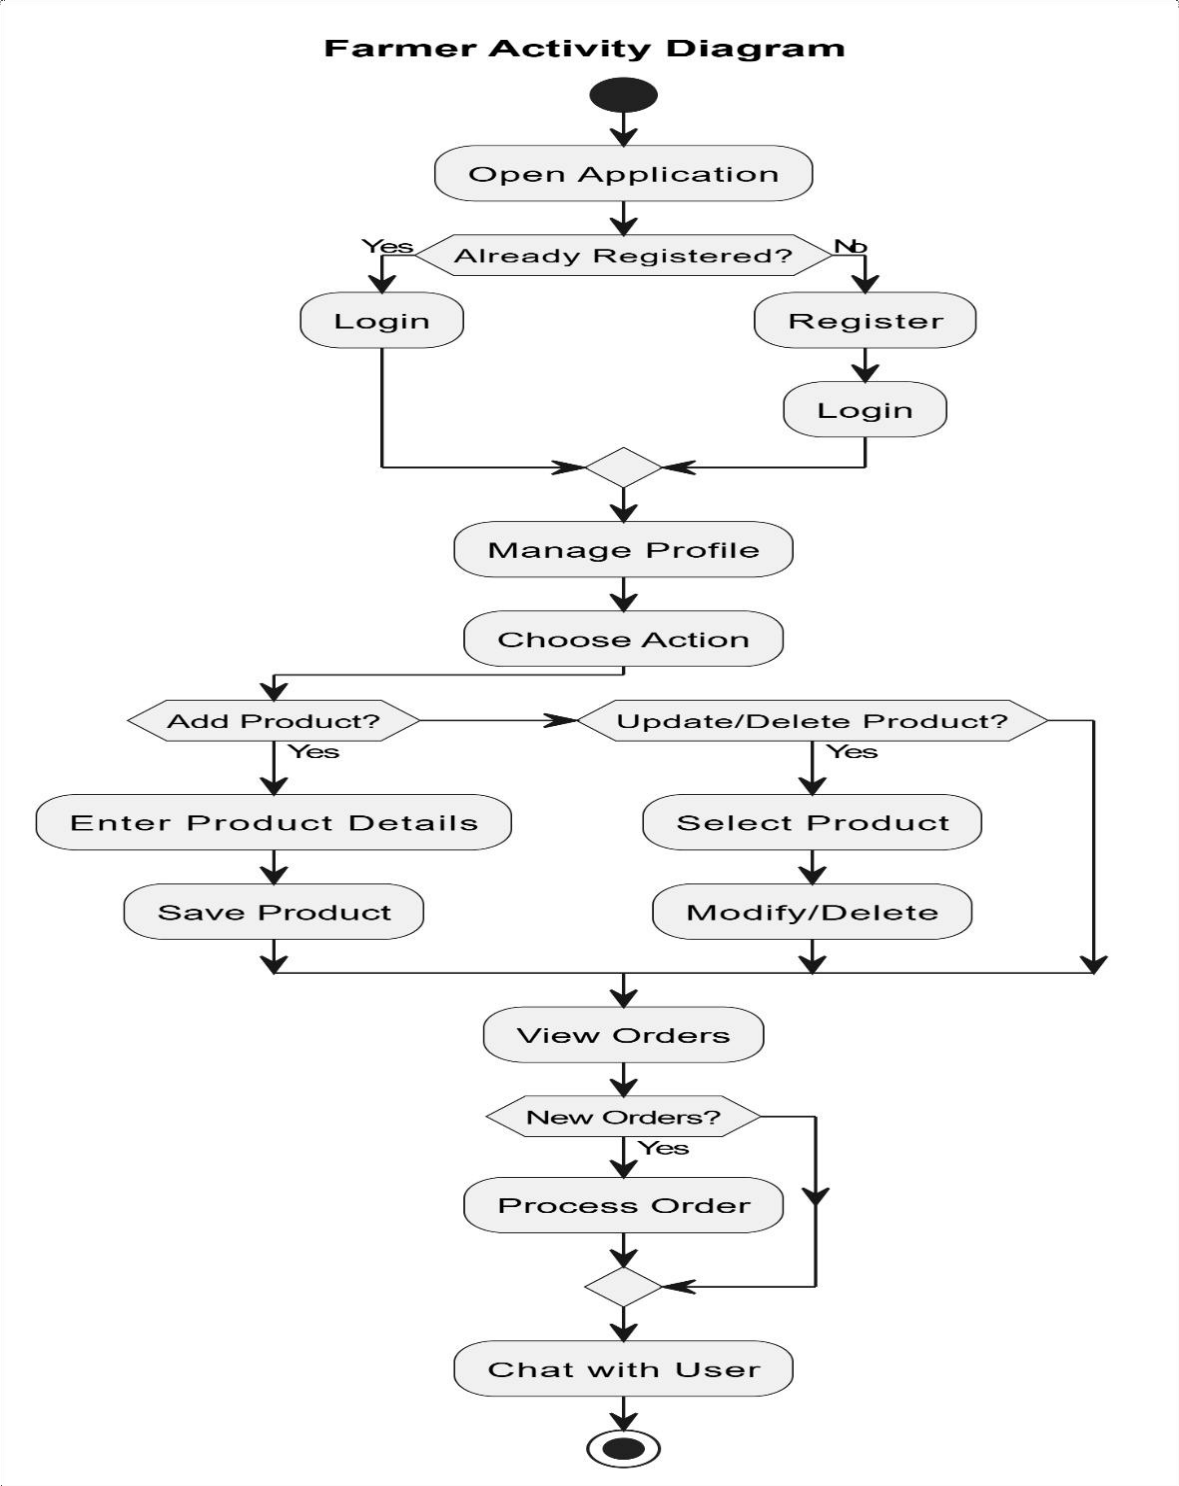 Farmer Activity Diagram
Open Application
Already Registered?
Yes
No
Login
Register
Login
Manage Profile
Choose Action
Add Product?
Update/Delete Product?
Yes
Yes
Enter Product Details
Select Product
Save Product
Modify/Delete
View Orders
New Orders?
Yes
Process Order
Chat with User